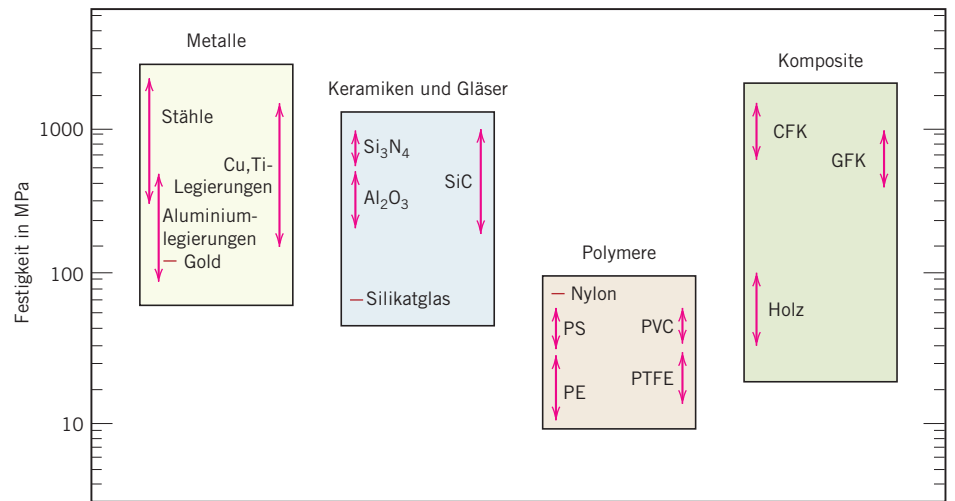 Metalle
Keramiken und Gläser
Polymere
Komposite
Festigkeit in MPa
1000
100
10
Stähle
Cu,Ti-
Legierungen
Aluminium-
legierungen
Gold
Si₃N₄
Al₂O₃
SiC
Silikatglas
Nylon
PS
PVC
PE
PTFE
CFK
GFK
Holz